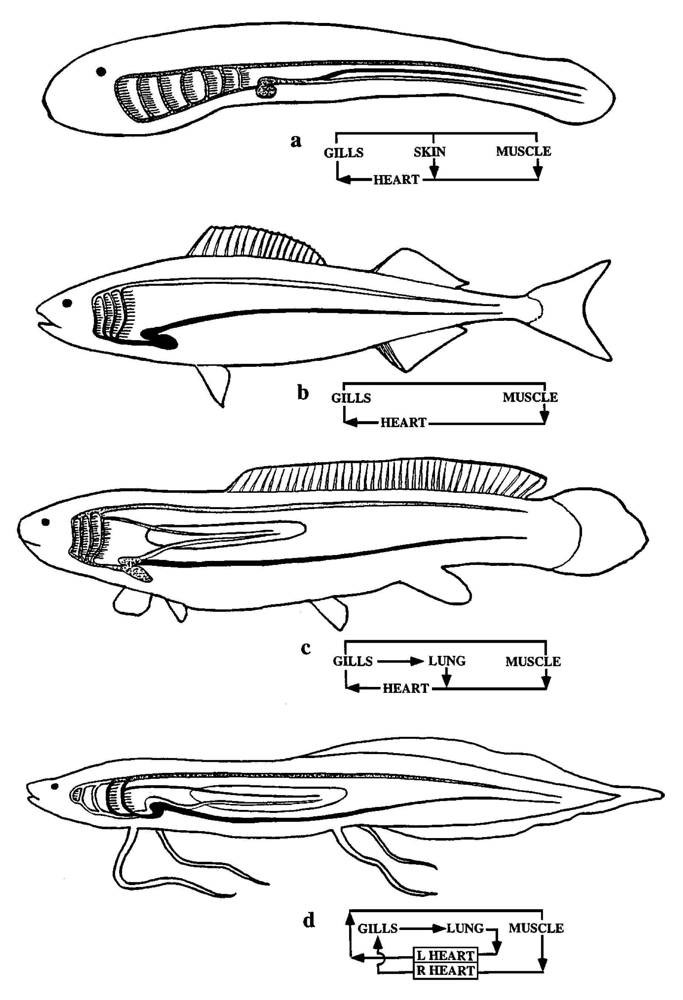 a
GILLS SKIN MUSCLE
HEART
b
GILLS MUSCLE
HEART
c
GILLS LUNG MUSCLE
HEART
d
GILLS LUNG MUSCLE
L HEART
R HEART